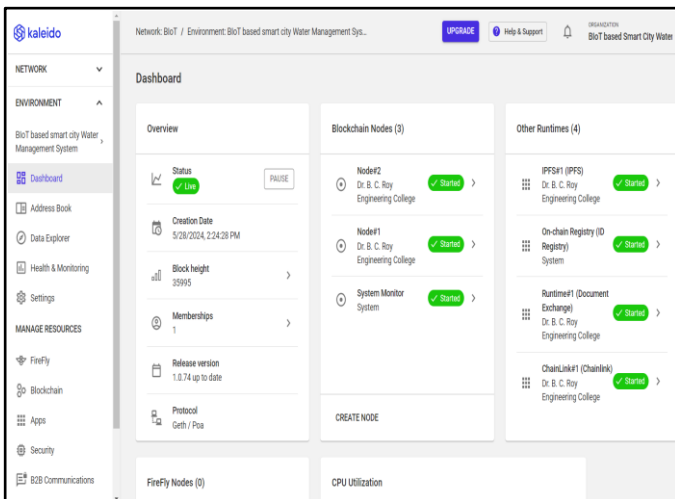 kaleido
Network: BIoT / Environment: BIoT based smart city Water Management Sys...
UPGRADE
Help & Support
ORGANIZATION
BIoT based Smart City Water
NETWORK
ENVIRONMENT
BIoT based smart city Water
Management System
Dashboard
Address Book
Data Explorer
Health & Monitoring
Settings
MANAGE RESOURCES
FireFly
Blockchain
Apps
Security
B2B Communications
Dashboard
Overview
Status
Live
PAUSE
Creation Date
5/28/2024, 2:24:28 PM
Block height
35995
Memberships
1
Release version
1.0.74 up to date
Protocol
Geth / Poa
Blockchain Nodes (3)
Node#2
Dr. B. C. Roy
Engineering College
Started
Node#1
Dr. B. C. Roy
Engineering College
Started
System Monitor
System
Started
CREATE NODE
Other Runtimes (4)
IPFS#1 (IPFS)
Dr. B. C. Roy
Engineering College
Started
On-chain Registry (ID
Registry)
System
Started
Runtime#1 (Document
Exchange)
Dr. B. C. Roy
Engineering College
Started
ChainLink#1 (Chainlink)
Dr. B. C. Roy
Engineering College
Started
FireFly Nodes (0)
CPU Utilization